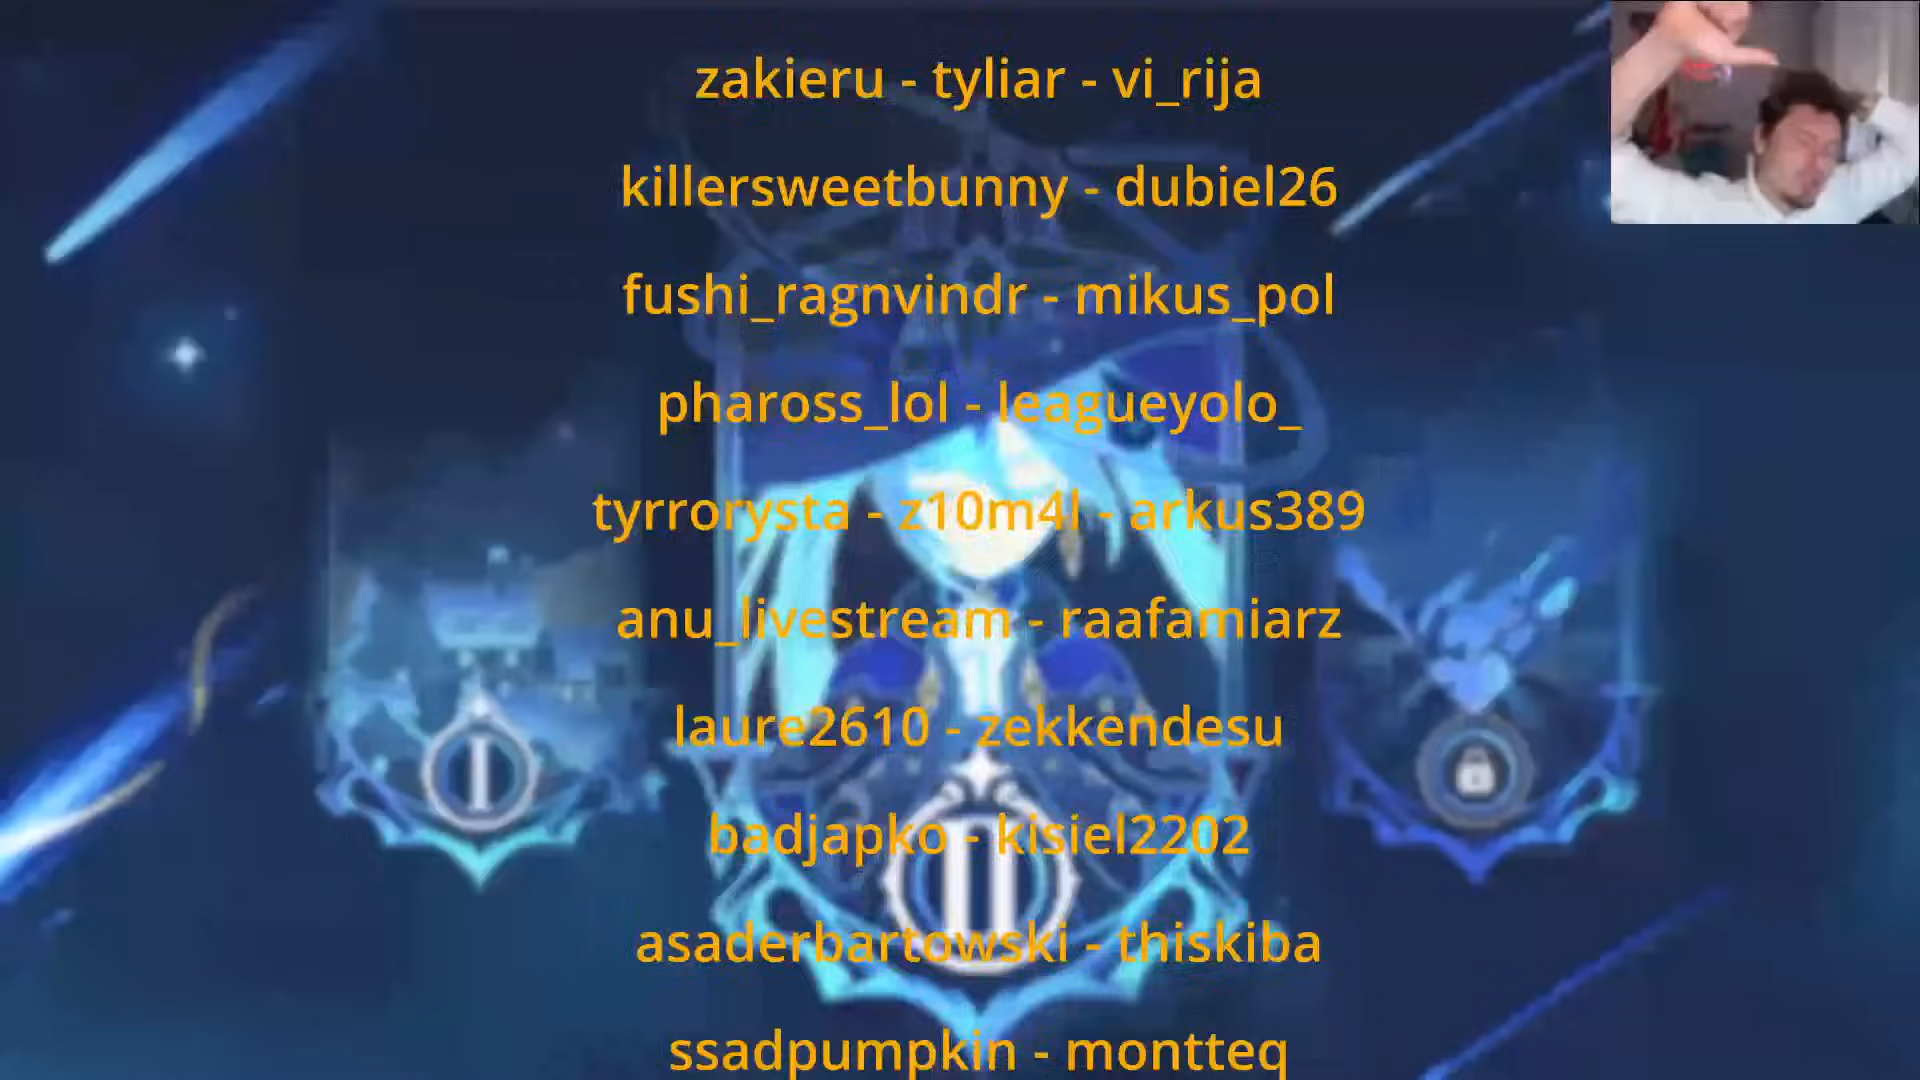 zakieru - tyliar - vi_rija
killersweetbunny - dubiel26
fushi_ragnvindr - mikus_pol
phaross_lol - leagueyolo_
tyrrorysta - z10m4l - arkus389
anu_livestream - raafamiarz
laure2610 - zekkendesu
badjapko - kisiel2202
asaderbartowski - thiskiba
ssadpumpkin - montteq
I
II